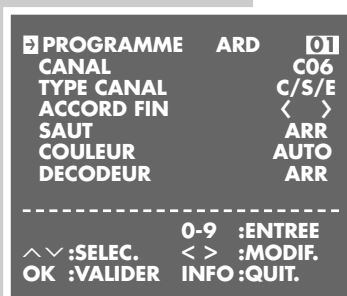 PROGRAMME ARD 01
CANAL C06
TYPE CANAL C/S/E
ACCORD FIN < >
SAUT ARR
COULEUR AUTO
DECODEUR ARR
0-9 :ENTREE
:SELEC. < > :MODIF.
OK :VALIDER INFO :QUIT.